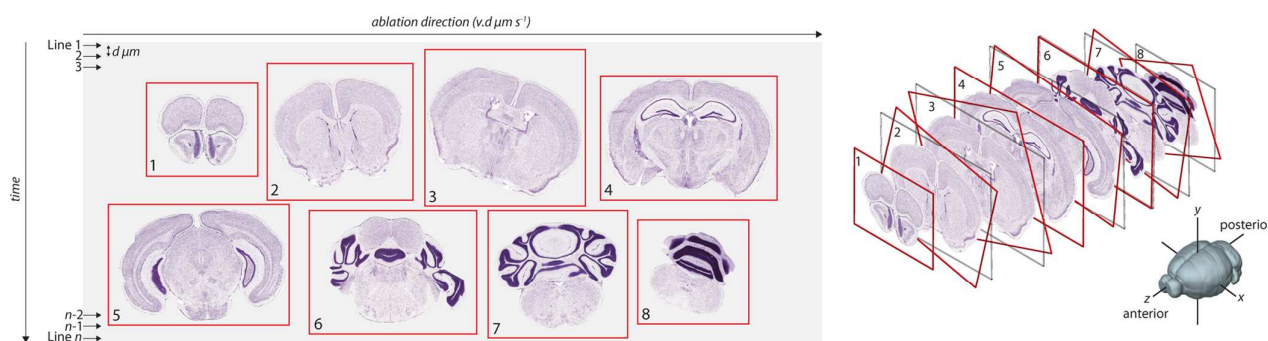 ablation direction (v.d µm s⁻¹)
Line 1
d µm
2
3
time
1
2
3
4
5
6
7
8
n-2
n-1
Line n
1
2
3
4
5
6
7
8
y
posterio
z
x
anterior